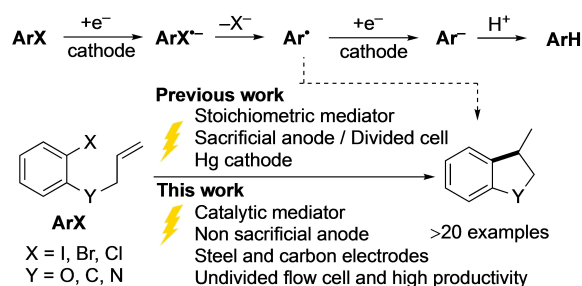 +e⁻ −X⁻ +e⁻ H⁺
ArX ArX•⁻ Ar• Ar⁻ ArH
cathode cathode
Previous work
Stoichiometric mediator
Sacrificial anode / Divided cell
Hg cathode
X
Y
ArX
X = I, Br, Cl
Y = O, C, N
This work
Catalytic mediator
Non sacrificial anode
Steel and carbon electrodes
Undivided flow cell and high productivity
Y
>20 examples